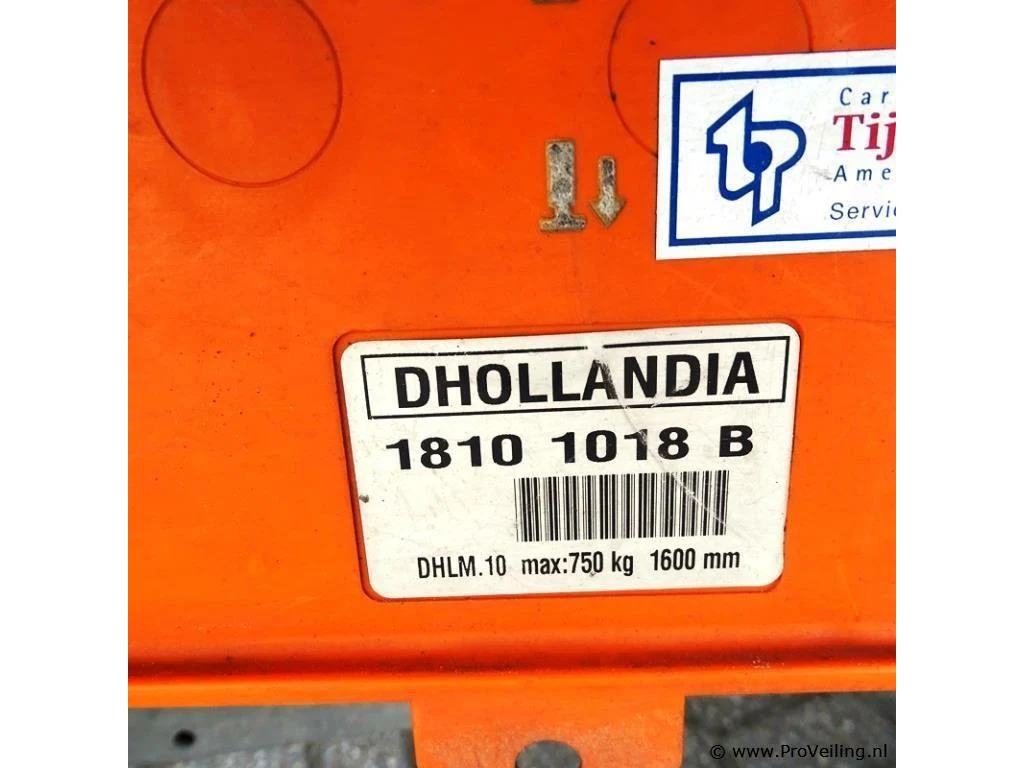 Car
Tij
Ame
Servic
DHOLLANDIA
1810 1018 B
DHLM.10 max:750 kg 1600 mm
© www.ProVeiling.nl